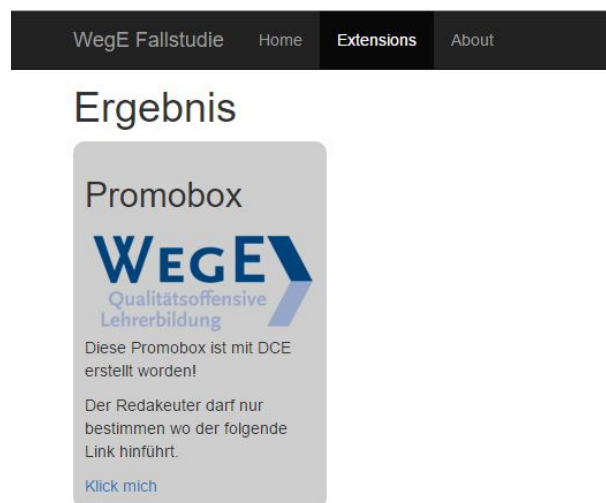 WegE Fallstudie Home Extensions About
Ergebnis
Promobox
WEGE
Qualitätsoffensive
Lehrerbildung
Diese Promobox ist mit DCE
erstellt worden!
Der Redakeuter darf nur
bestimmen wo der folgende
Link hinführt.
Klick mich